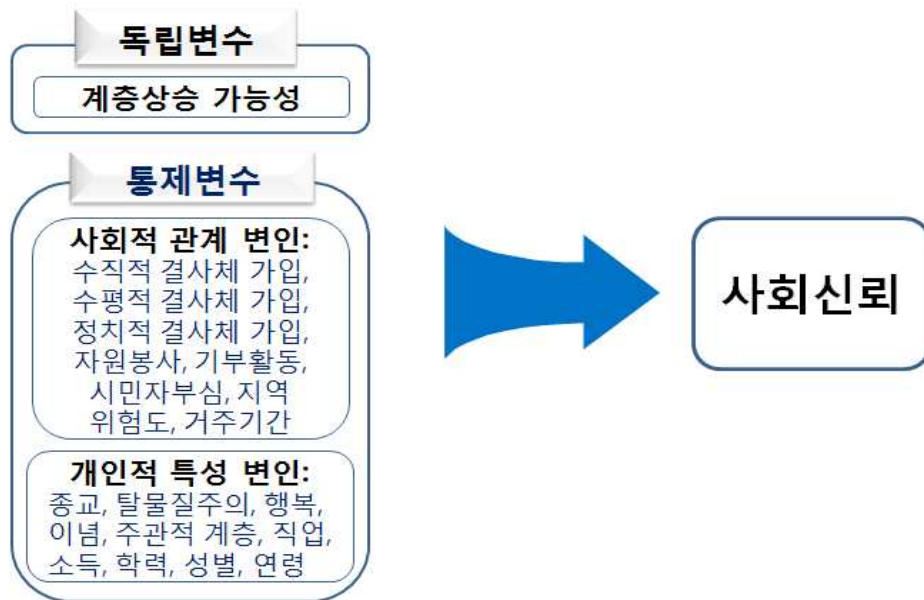 독립변수
계층상승 가능성
통제변수
사회적 관계 변인:
수직적 결사체 가입,
수평적 결사체 가입,
정치적 결사체 가입,
자원봉사, 기부활동,
시민자부심, 지역
위험도, 거주기간
개인적 특성 변인:
종교, 탈물질주의, 행복,
이념, 주관적 계층, 직업,
소득, 학력, 성별, 연령
사회신뢰